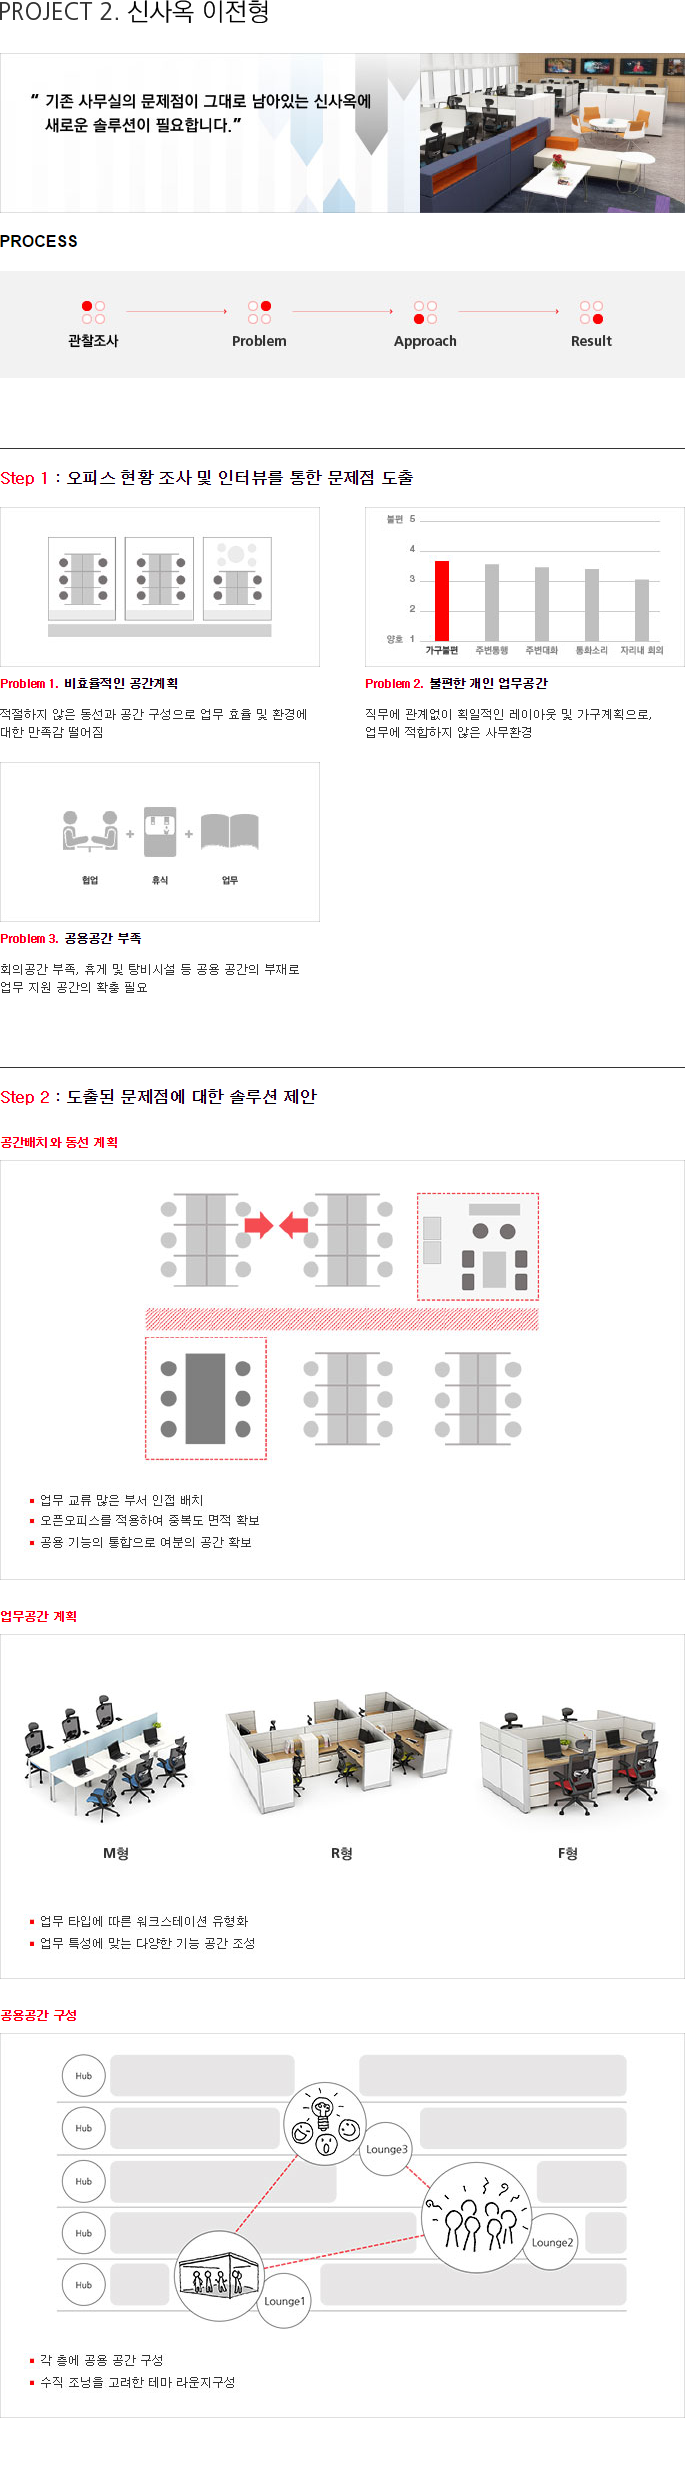 PROJECT 2. 신사옥 이전형
“ 기존 사무실의 문제점이 그대로 남아있는 신사옥에
새로운 솔루션이 필요합니다.”
PROCESS
관찰조사
Problem
Approach
Result
Step 1 : 오피스 현황 조사 및 인터뷰를 통한 문제점 도출
불편 5
4
3
2
양호 1
가구불편 주변통행 주변대화 통화소리 자리내 회의
Problem 1. 비효율적인 공간계획
적절하지 않은 동선과 공간 구성으로 업무 효율 및 환경에
대한 만족감 떨어짐
Problem 2. 불편한 개인 업무공간
직무에 관계없이 획일적인 레이아웃 및 가구계획으로,
업무에 적합하지 않은 사무환경
+ +
협업 휴식 업무
Problem 3. 공용공간 부족
회의공간 부족, 휴게 및 탕비시설 등 공용 공간의 부재로
업무 지원 공간의 확충 필요
Step 2 : 도출된 문제점에 대한 솔루션 제안
공간배치와 동선 계획
업무 교류 많은 부서 인접 배치
오픈오피스를 적용하여 중복도 면적 확보
공용 기능의 통합으로 여분의 공간 확보
업무공간 계획
M형
R형
F형
업무 타입에 따른 워크스테이션 유형화
업무 특성에 맞는 다양한 기능 공간 조성
공용공간 구성
Hub
Hub
Lounge3
Hub
Hub
Lounge2
Hub
Lounge1
각 층에 공용 공간 구성
수직 조닝을 고려한 테마 라운지구성